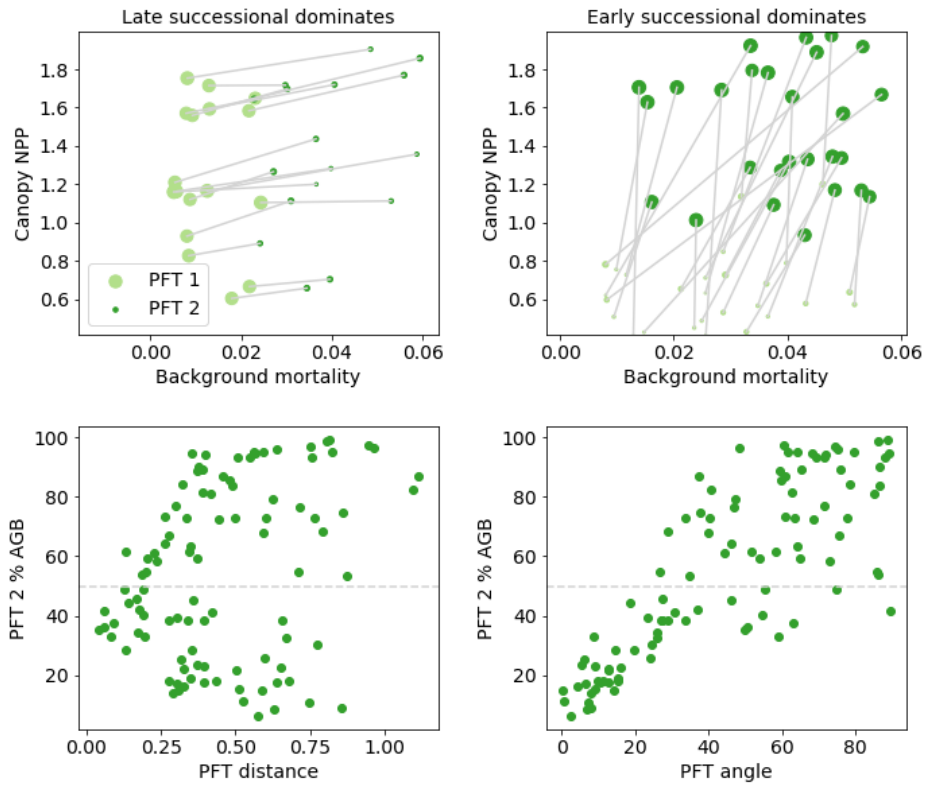 Late successional dominates
Early successional dominates
Canopy NPP
1.8
1.6
1.4
1.2
1.0
0.8
0.6
PFT 1
PFT 2
0.00 0.02 0.04 0.06
Background mortality
Canopy NPP
1.8
1.6
1.4
1.2
1.0
0.8
0.6
0.00 0.02 0.04 0.06
Background mortality
PFT 2 % AGB
100
80
60
40
20
0.00 0.25 0.50 0.75 1.00
PFT distance
PFT 2 % AGB
100
80
60
40
20
0 20 40 60 80
PFT angle